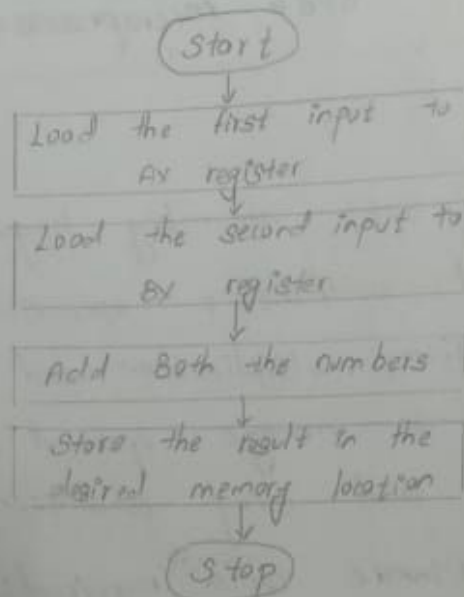 Start
Load the first input to
AX register
Load the second input to
BX register
Add Both the numbers
Store the result in the
desired memory location
Stop